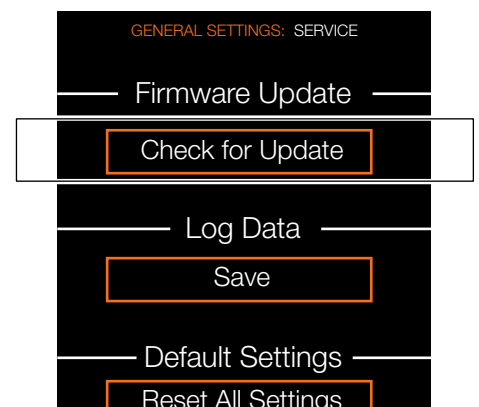 GENERAL SETTINGS: SERVICE
Firmware Update
Check for Update
Log Data
Save
Default Settings
Reset All Settings